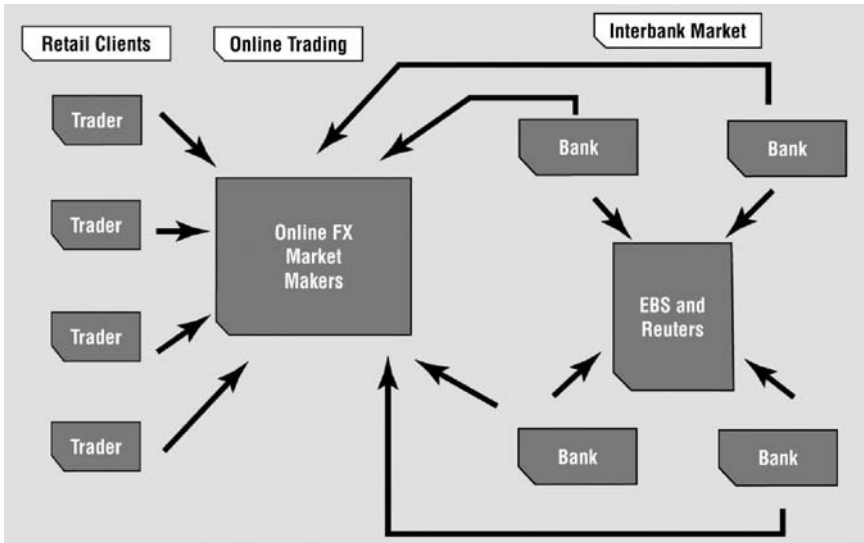 Retail Clients
Online Trading
Interbank Market
Trader
Bank
Bank
Trader
Online FX
Market
Makers
EBS and
Reuters
Trader
Trader
Bank
Bank